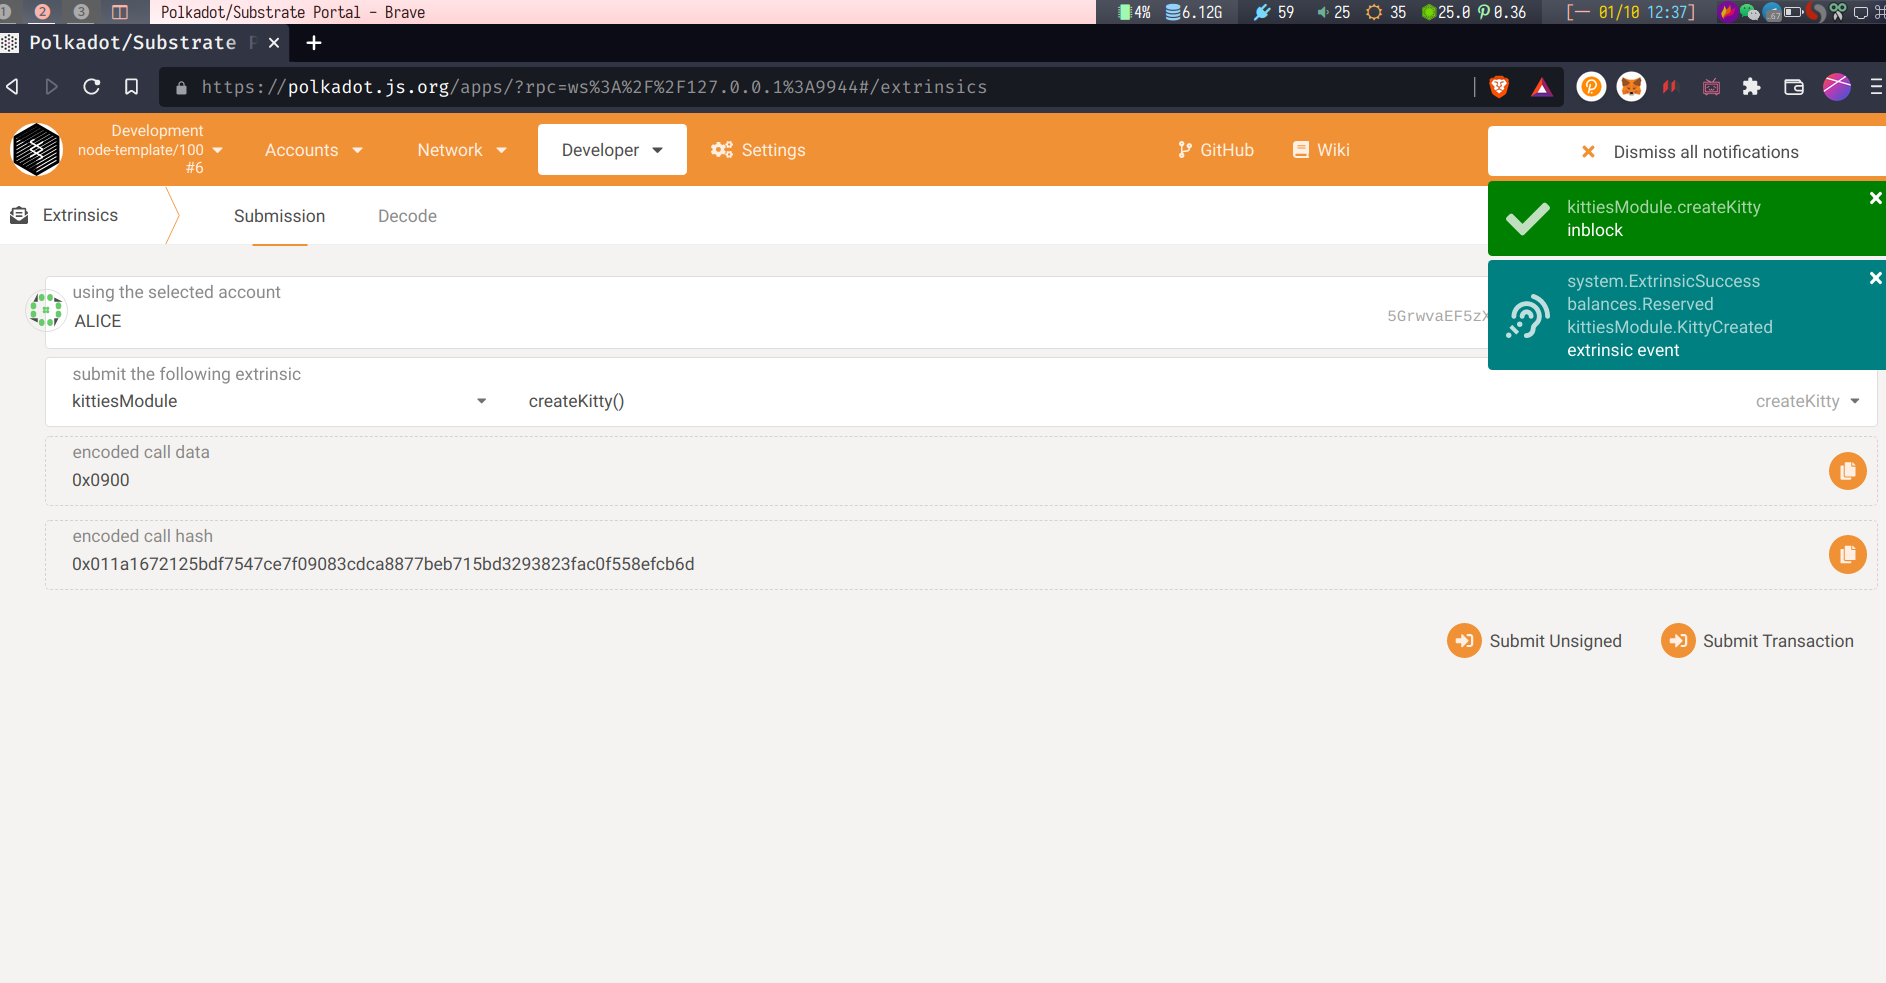 1 2 3 Polkadot/Substrate Portal - Brave 4% 6.12G 59 25 35 25.0 0.36 [一 01/10 12:37]
Polkadot/Substrate P
https://polkadot.js.org/apps/?rpc=ws%3A%2F%2F127.0.0.1%3A9944#/extrinsics
Development
node-template/100
#6
Accounts
Network
Developer
Settings
GitHub
Wiki
Dismiss all notifications
kittiesModule.createKitty
inblock
system.ExtrinsicSuccess
balances.Reserved
kittiesModule.KittyCreated
extrinsic event
Extrinsics
Submission
Decode
using the selected account
ALICE
5GrwvaEF5zX
submit the following extrinsic
kittiesModule
createKitty()
createKitty
encoded call data
0x0900
encoded call hash
0x011a1672125bdf7547ce7f09083cdca8877beb715bd3293823fac0f558efcb6d
Submit Unsigned
Submit Transaction